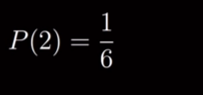 P(2) = 1/6